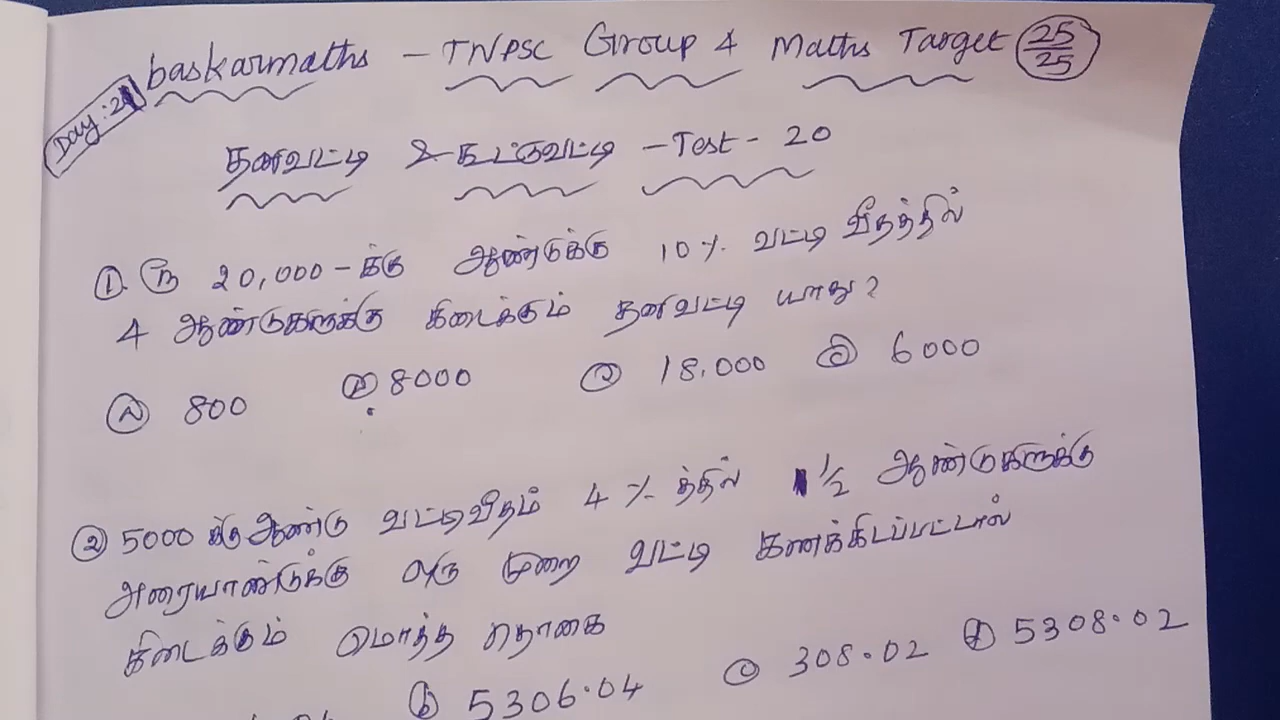 baskarmaths - TNPSC Group 4 Maths Target 25/25
Day:21
தனிவட்டி & கூட்டுவட்டி - Test - 20
① ரூ 20,000-க்கு ஆண்டுக்கு 10% வட்டி வீதத்தில்
4 ஆண்டுகளுக்கு கிடைக்கும் தனிவட்டி யாது?
Ⓐ 800 Ⓑ 8000 Ⓒ 18,000 Ⓓ 6000
② 5000 க்கு ஆண்டு வட்டிவீதம் 4% த்தில் 1 1/2 ஆண்டுகளுக்கு
அரையாண்டுக்கு ஒரு முறை வட்டி கணக்கிடப்பட்டால்
கிடைக்கும் மொத்த தொகை
ⓑ 5306.04 ⓒ 308.02 ⓓ 5308.02